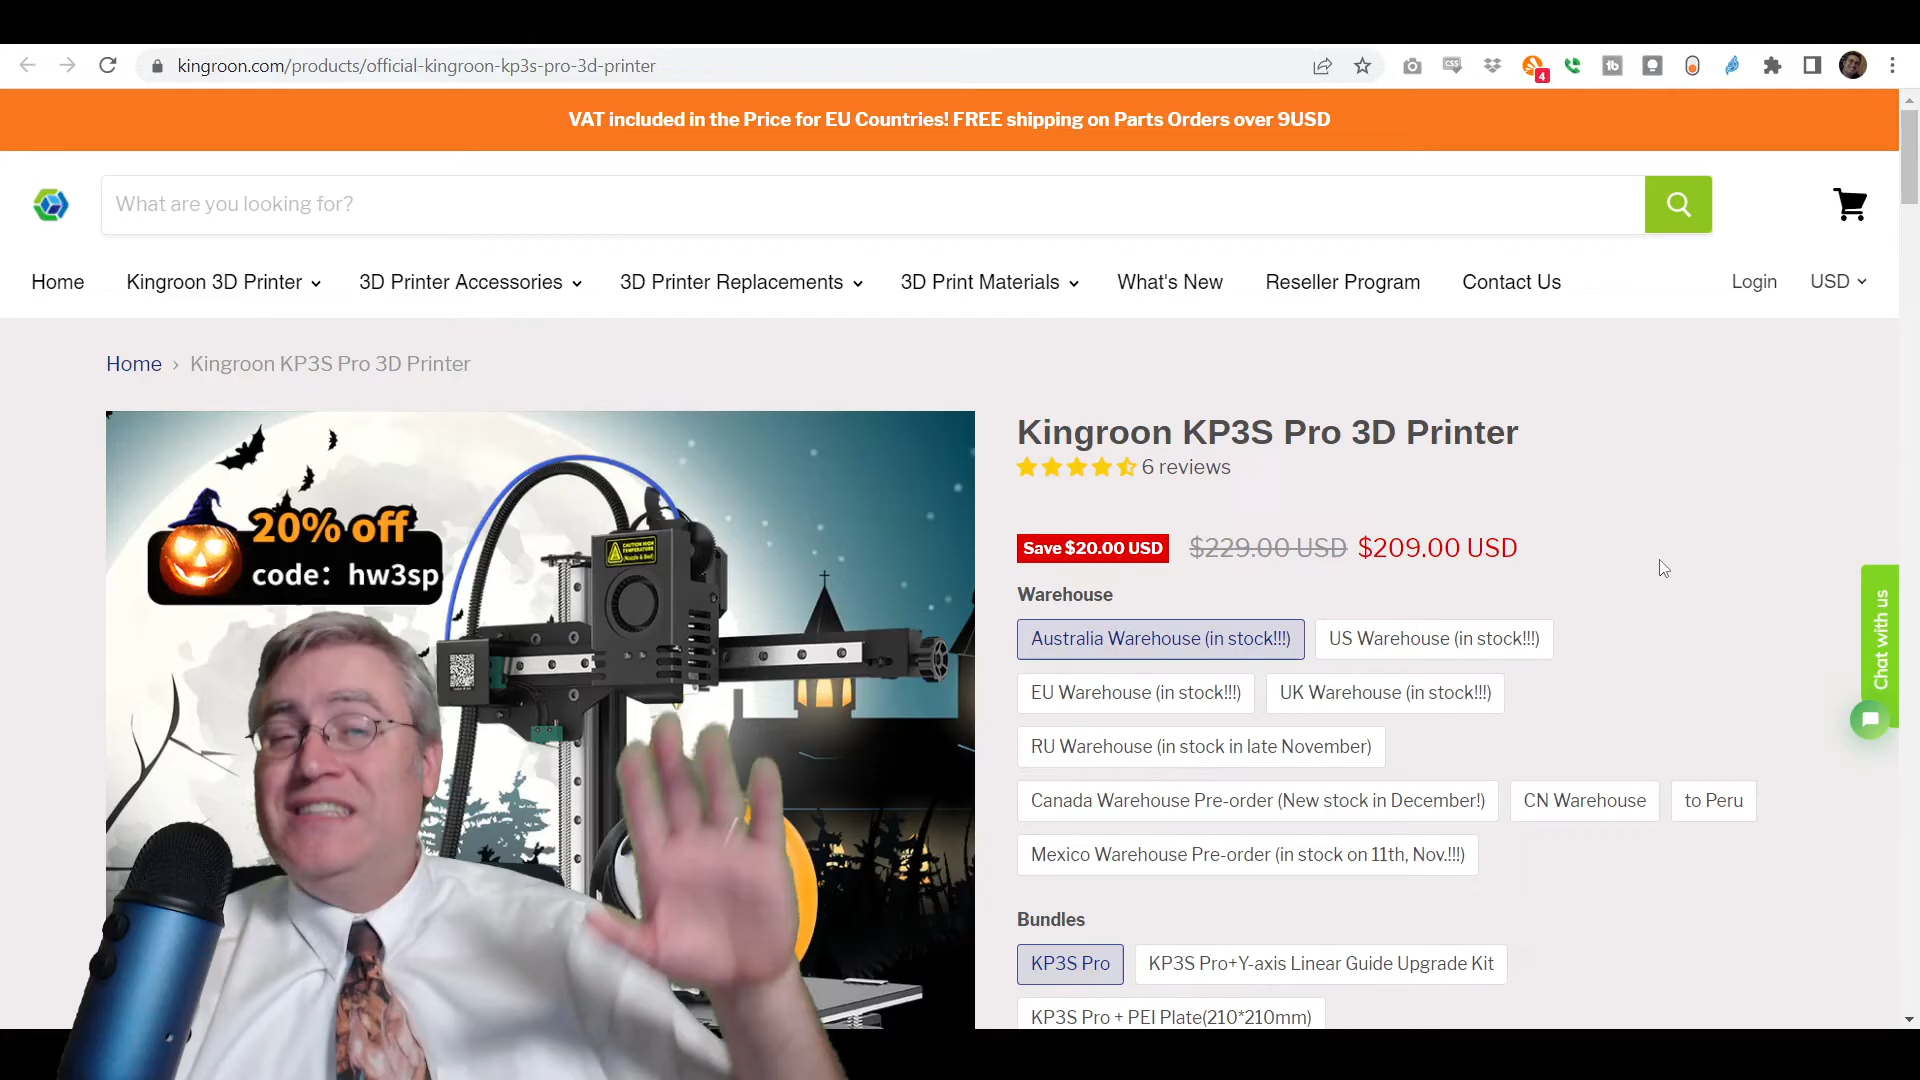 kingroon.com/products/official-kingroon-kp3s-pro-3d-printer
4
VAT included in the Price for EU Countries! FREE shipping on Parts Orders over 9USD
What are you looking for?
Home
Kingroon 3D Printer
3D Printer Accessories
3D Printer Replacements
3D Print Materials
What's New
Reseller Program
Contact Us
Login
USD
Home › Kingroon KP3S Pro 3D Printer
20% off
code: hw3sp
CAUTION HIGH
TEMPERATURE
Nozzle & Bed!
Kingroon KP3S Pro 3D Printer
6 reviews
Save $20.00 USD $229.00 USD $209.00 USD
Warehouse
Australia Warehouse (in stock!!!)
US Warehouse (in stock!!!)
EU Warehouse (in stock!!!)
UK Warehouse (in stock!!!)
RU Warehouse (in stock in late November)
Canada Warehouse Pre-order (New stock in December!)
CN Warehouse
to Peru
Mexico Warehouse Pre-order (in stock on 11th, Nov.!!!)
Bundles
KP3S Pro
KP3S Pro+Y-axis Linear Guide Upgrade Kit
KP3S Pro + PEI Plate(210*210mm)
Chat with us